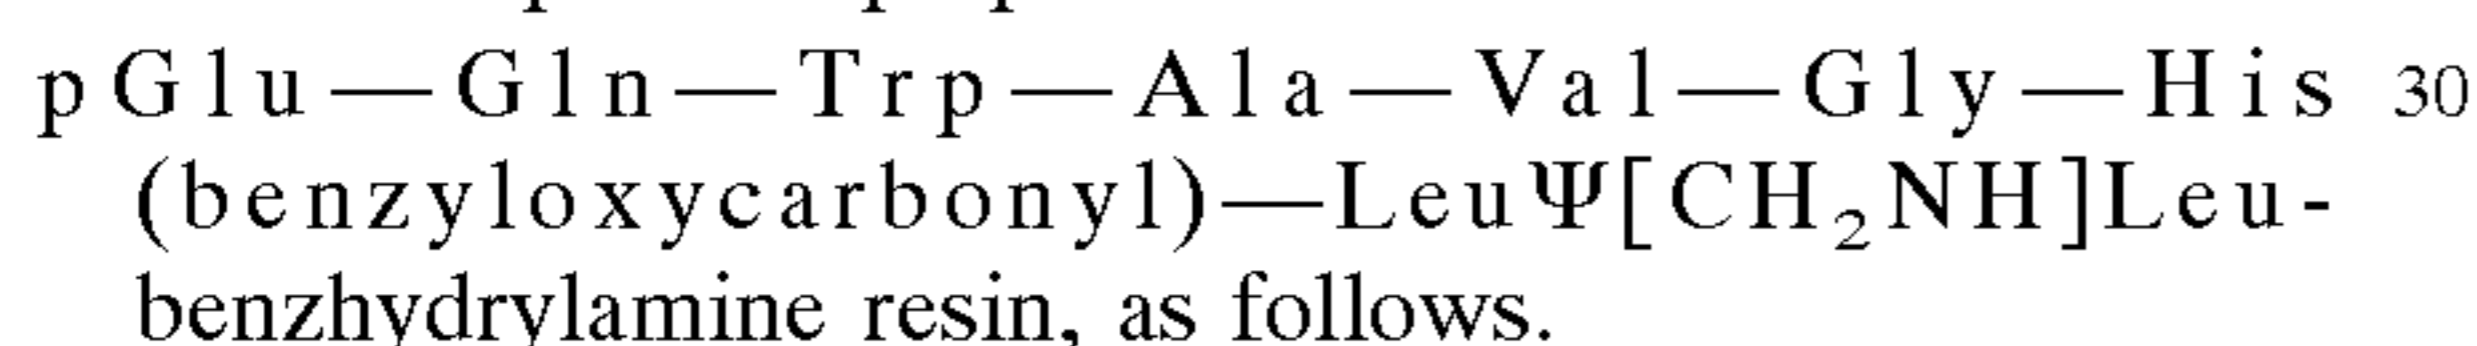 pGlu—Gln—Trp—Ala—Val—Gly—His 30
(benzyloxycarbonyl)—LeuΨ[CH₂NH]Leu-
benzhydrylamine resin, as follows.